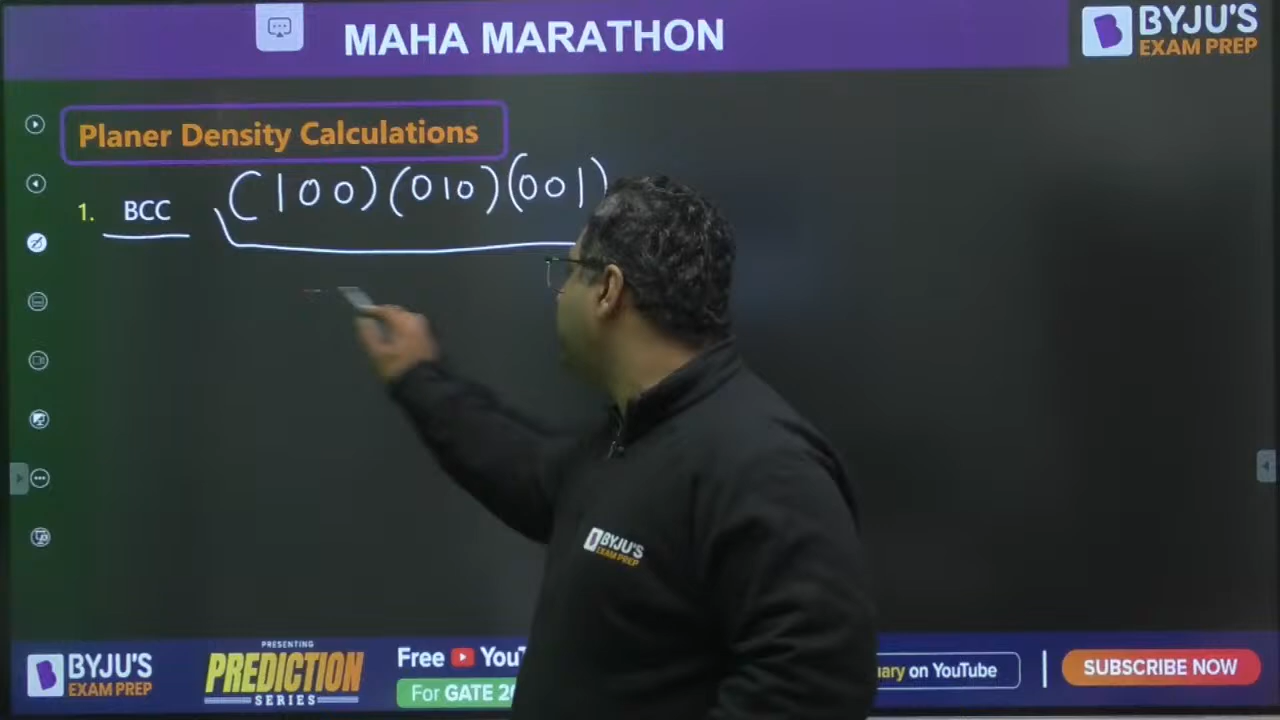 MAHA MARATHON
BYJU'S
EXAM PREP
Planer Density Calculations
1. BCC (100) (010) (001)
BYJU'S
EXAM PREP
BYJU'S
EXAM PREP
PRESENTING
PREDICTION
SERIES
Free
For GATE
on YouTube
SUBSCRIBE NOW